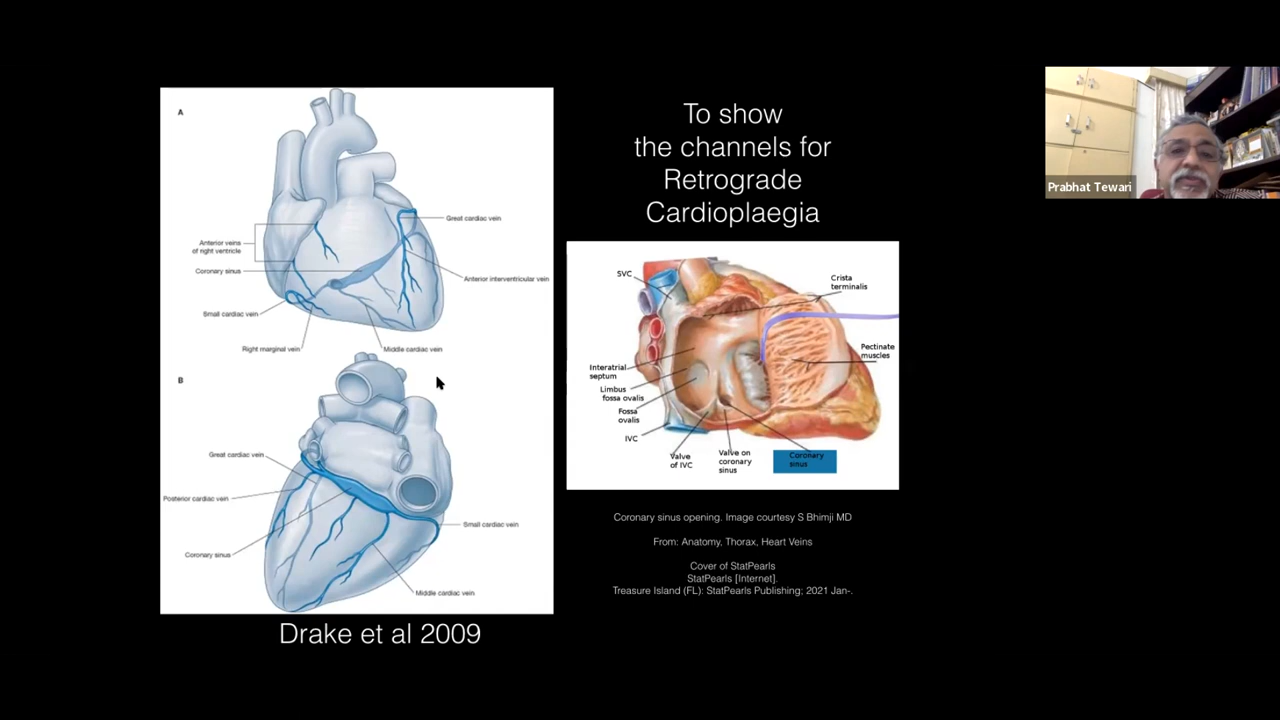 A
Great cardiac vein
Anterior veins
of right ventricle
Coronary sinus
Anterior interventricular vein
Small cardiac vein
Right marginal vein
Middle cardiac vein
B
Great cardiac vein
Posterior cardiac vein
Small cardiac vein
Coronary sinus
Middle cardiac vein
Drake et al 2009
To show
the channels for
Retrograde
Cardioplaegia
SVC
Crista
terminalis
Pectinate
muscles
Interatrial
septum
Limbus
fossa ovalis
Fossa
ovalis
IVC
Valve
of IVC
Valve on
coronary
sinus
Coronary
sinus
Coronary sinus opening. Image courtesy S Bhimji MD
From: Anatomy, Thorax, Heart Veins
Cover of StatPearls
StatPearls [Internet].
Treasure Island (FL): StatPearls Publishing; 2021 Jan-.
Prabhat Tewari